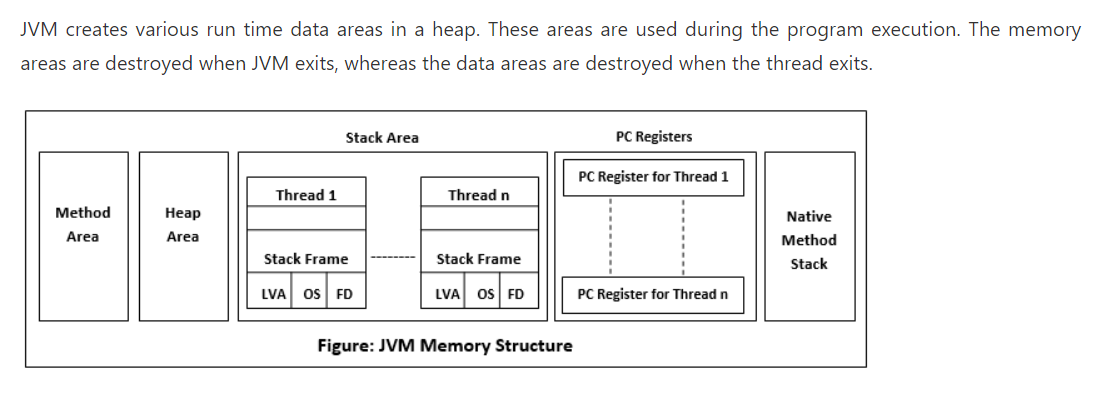 JVM creates various run time data areas in a heap. These areas are used during the program execution. The memory
areas are destroyed when JVM exits, whereas the data areas are destroyed when the thread exits.
Stack Area
PC Registers
Method
Area
Heap
Area
Thread 1
Stack Frame
LVA OS FD
Thread n
Stack Frame
LVA OS FD
PC Register for Thread 1
PC Register for Thread n
Native
Method
Stack
Figure: JVM Memory Structure